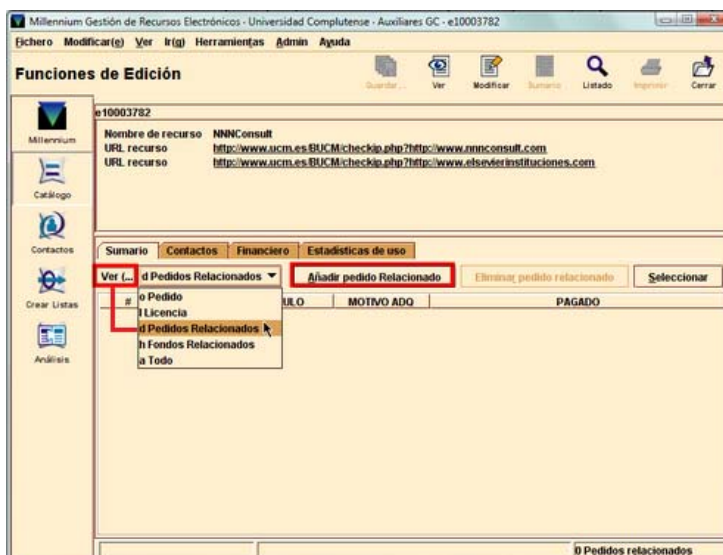 Millennium Gestión de Recursos Electrónicos - Universidad Complutense - Auxiliares GC - e10003782
Fichero Modificar(e) Ver Ir(g) Herramientas Admin Ayuda
Funciones de Edición
Guardar... Ver Modificar Sumario Listado Imprimir Cerrar
Millennium
Catálogo
Contactos
Crear Listas
Análisis
e10003782
Nombre de recurso NNNConsult
URL recurso http://www.ucm.es/BUCM/checkip.php?http://www.nnnconsult.com
URL recurso http://www.ucm.es/BUCM/checkip.php?http://www.elsevierinstituciones.com
Sumario Contactos Financiero Estadísticas de uso
Ver (... d Pedidos Relacionados Añadir pedido Relacionado Eliminar pedido relacionado Seleccionar
# ULO MOTIVO ADQ PAGADO
o Pedido
l Licencia
d Pedidos Relacionados
h Fondos Relacionados
a Todo
0 Pedidos relacionados